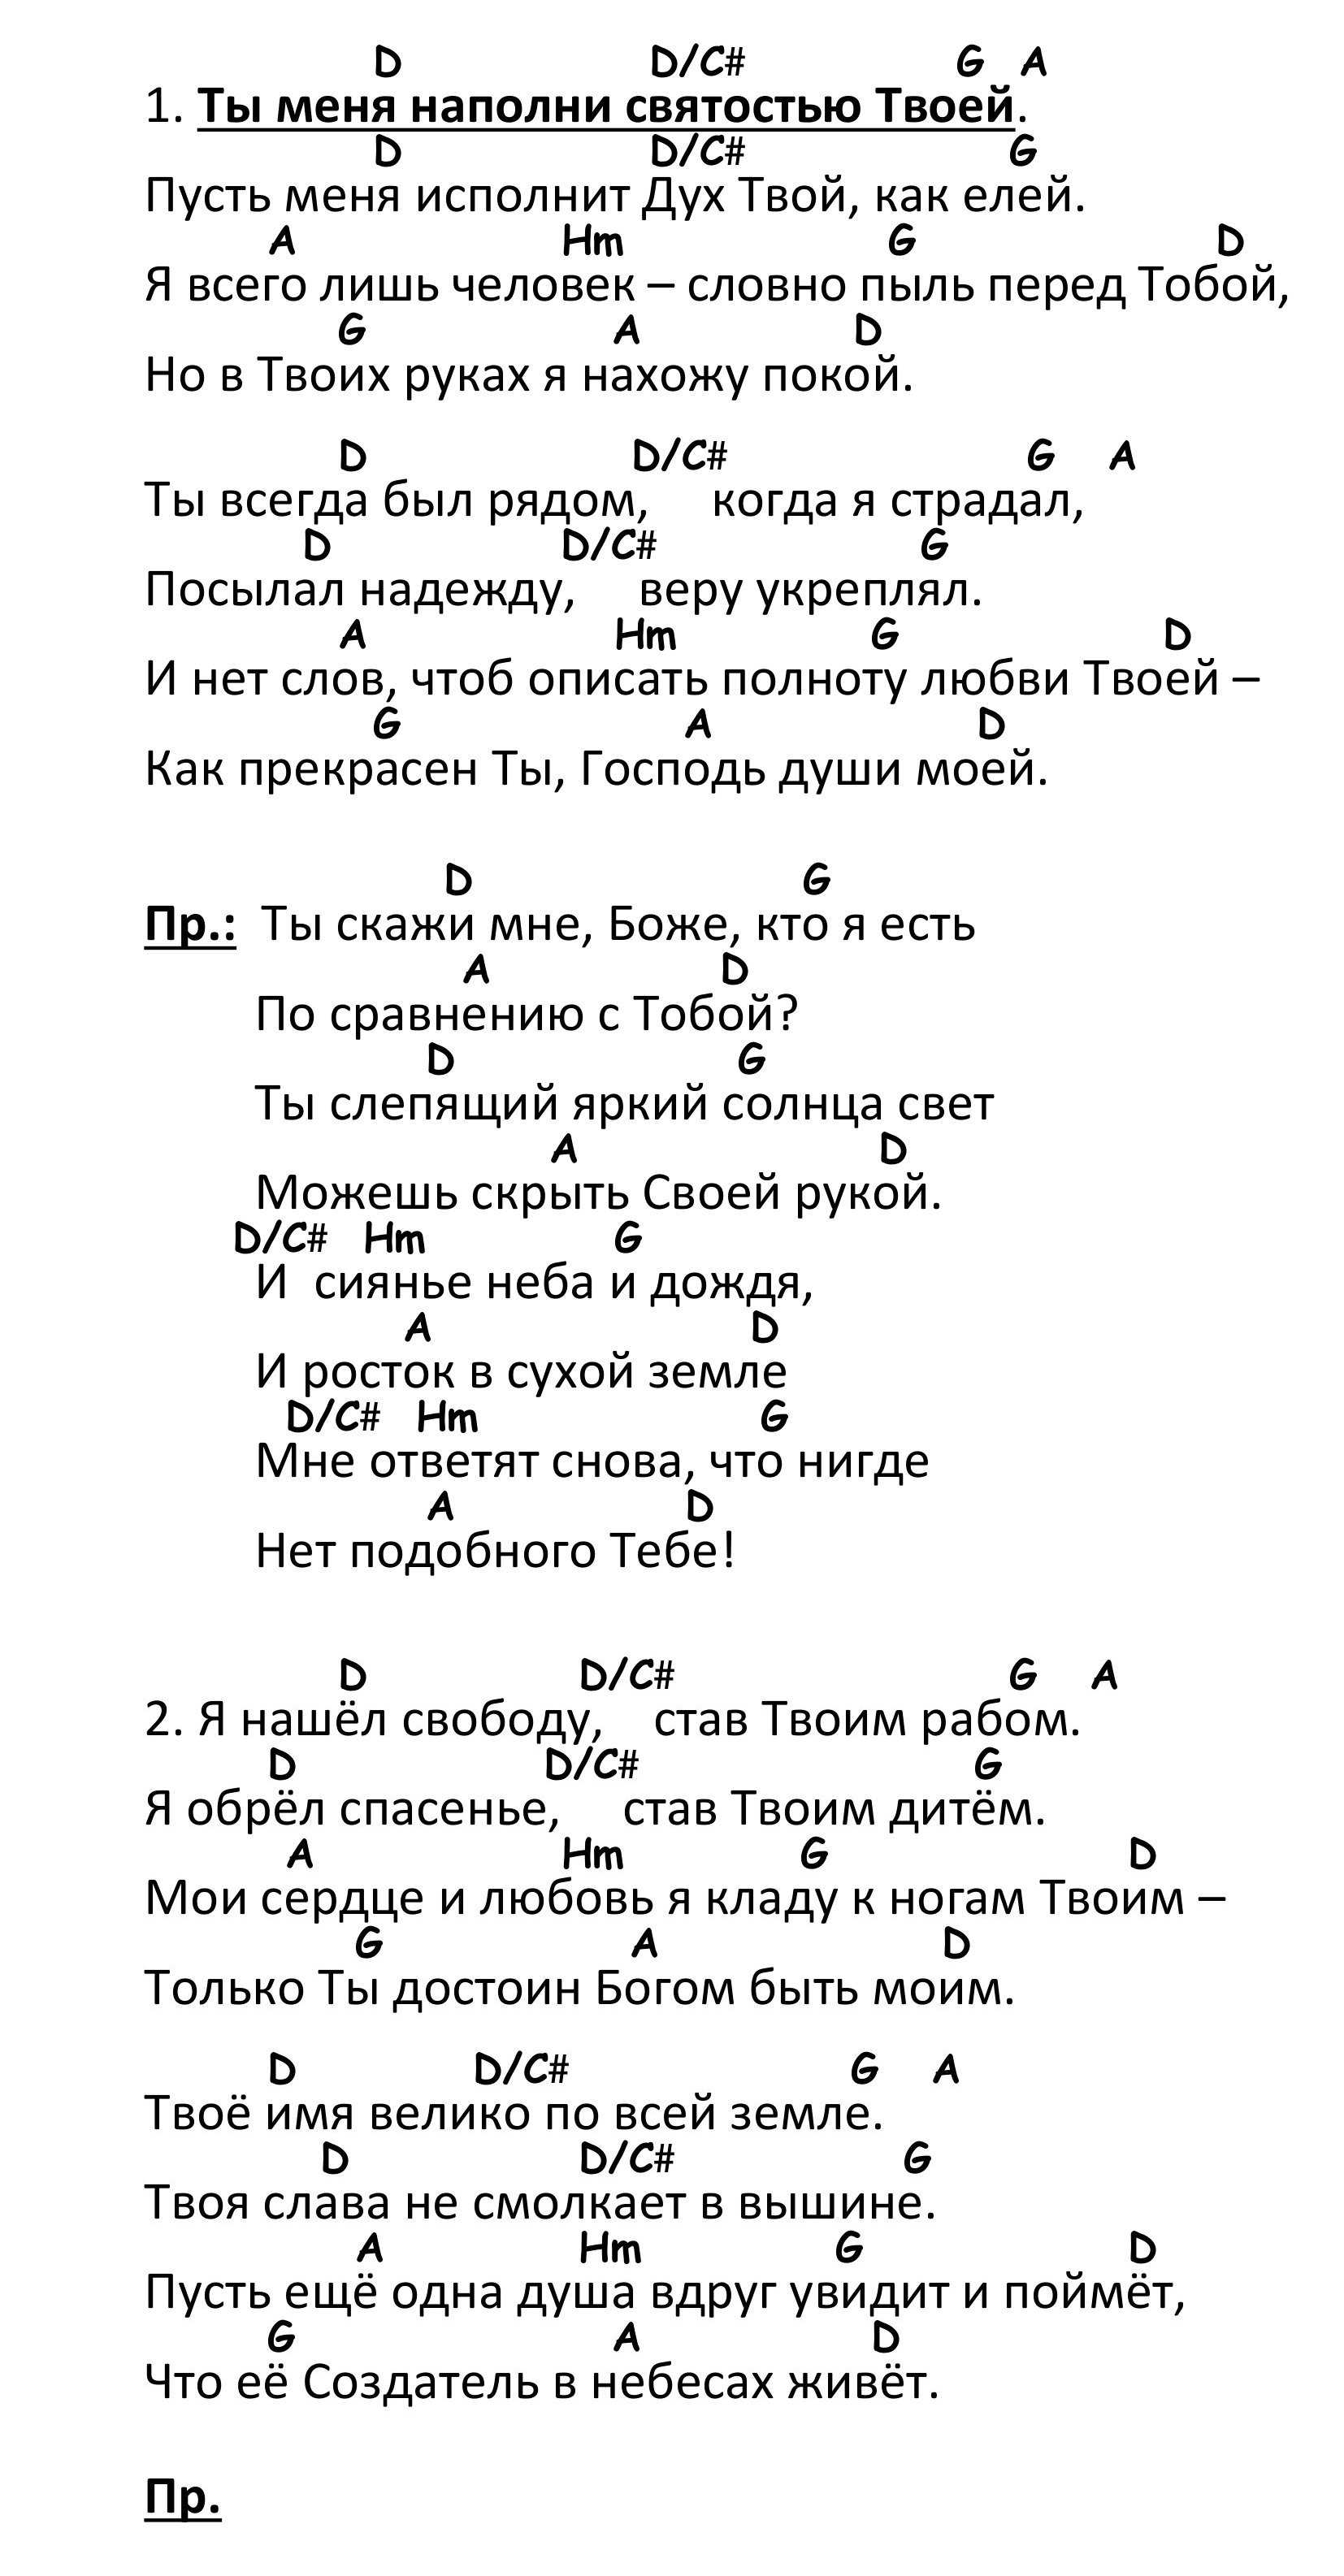 D D/C# G A
1. Ты меня наполни святостью Твоей.
D D/C# G
Пусть меня исполнит Дух Твой, как елей.
A Hm G D
Я всего лишь человек – словно пыль перед Тобой,
G A D
Но в Твоих руках я нахожу покой.
D D/C# G A
Ты всегда был рядом, когда я страдал,
D D/C# G
Посылал надежду, веру укреплял.
A Hm G D
И нет слов, чтоб описать полноту любви Твоей –
G A D
Как прекрасен Ты, Господь души моей.
D G
Пр.: Ты скажи мне, Боже, кто я есть
A D
По сравнению с Тобой?
D G
Ты слепящий яркий солнца свет
A D
Можешь скрыть Своей рукой.
D/C# Hm G
И сиянье неба и дождя,
A D
И росток в сухой земле
D/C# Hm G
Мне ответят снова, что нигде
A D
Нет подобного Тебе!
D D/C# G A
2. Я нашёл свободу, став Твоим рабом.
D D/C# G
Я обрёл спасенье, став Твоим дитём.
A Hm G D
Мои сердце и любовь я кладу к ногам Твоим –
G A D
Только Ты достоин Богом быть моим.
D D/C# G A
Твоё имя велико по всей земле.
D D/C# G
Твоя слава не смолкает в вышине.
A Hm G D
Пусть ещё одна душа вдруг увидит и поймёт,
G A D
Что её Создатель в небесах живёт.
Пр.